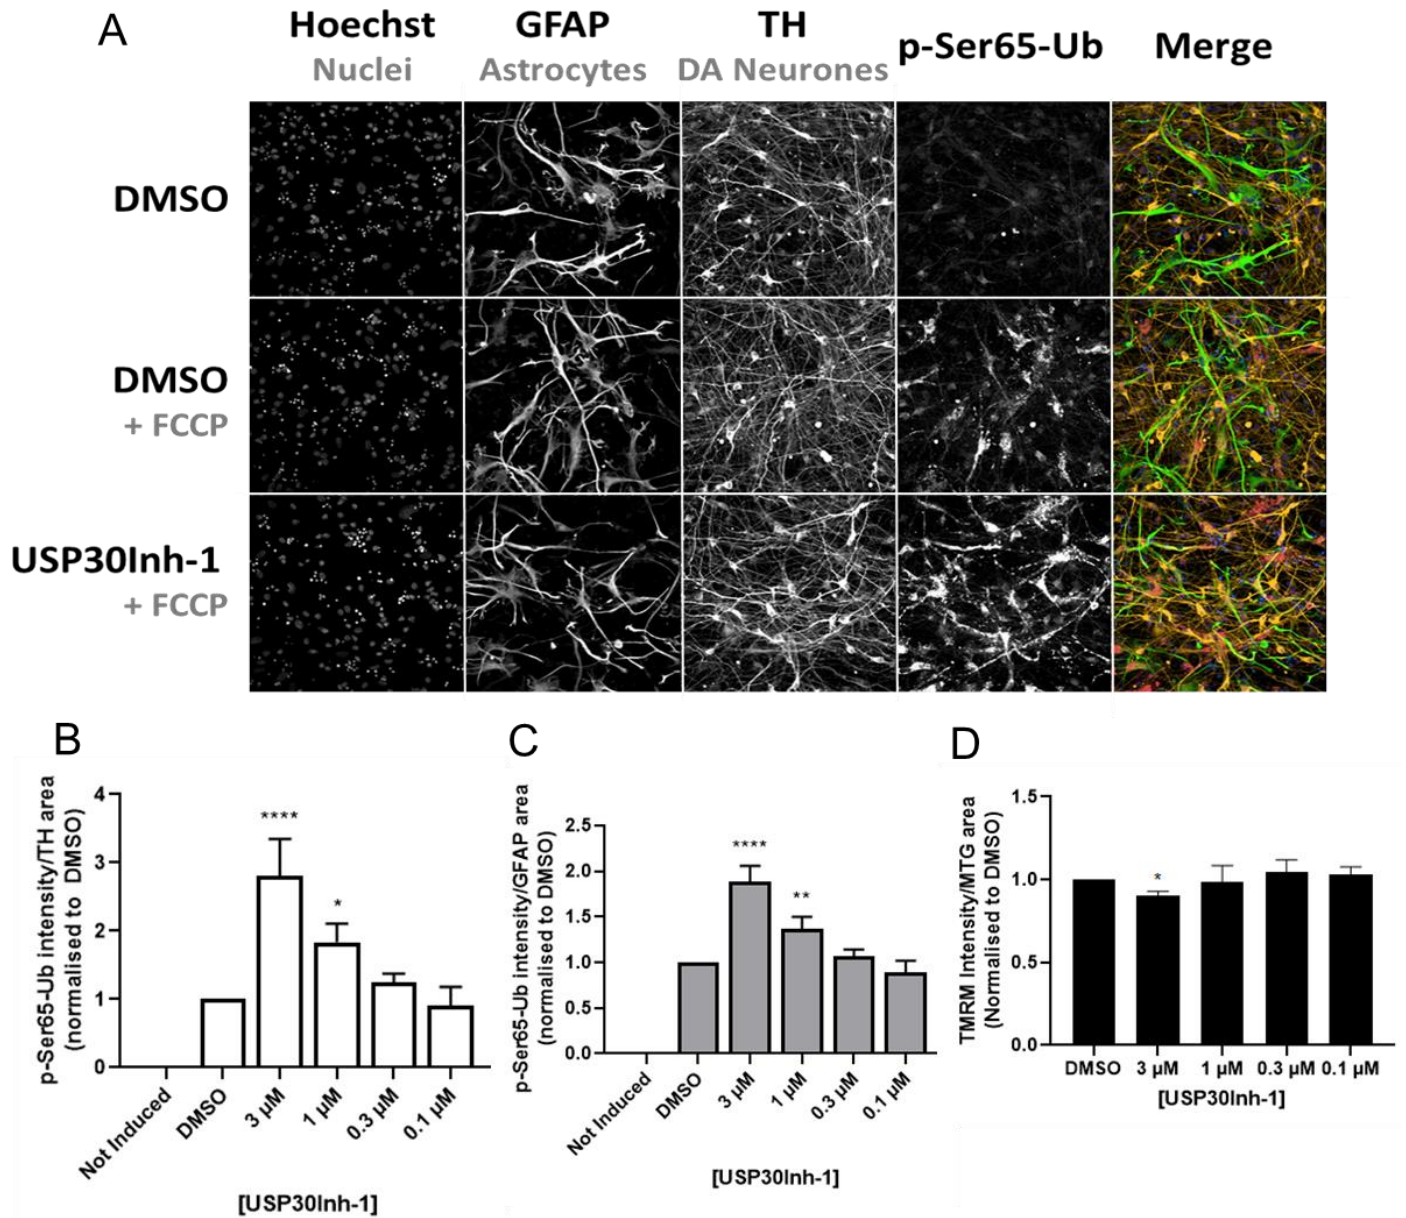 A
Hoechst
Nuclei
GFAP
Astrocytes
TH
DA Neurones
p-Ser65-Ub
Merge
DMSO
DMSO
+ FCCP
USP30Inh-1
+ FCCP
B
p-Ser65-Ub intensity/TH area
(normalised to DMSO)
4
3
2
1
0
****
*
Not Induced
DMSO
3 µM
1 µM
0.3 µM
0.1 µM
[USP30Inh-1]
C
p-Ser65-Ub intensity/GFAP area
(normalised to DMSO)
2.5
2.0
1.5
1.0
0.5
0.0
****
**
Not Induced
DMSO
3 µM
1 µM
0.3 µM
0.1 µM
[USP30Inh-1]
D
TMRM Intensity/MTG area
(Normalised to DMSO)
1.5
1.0
0.5
0.0
*
DMSO
3 µM
1 µM
0.3 µM
0.1 µM
[USP30Inh-1]